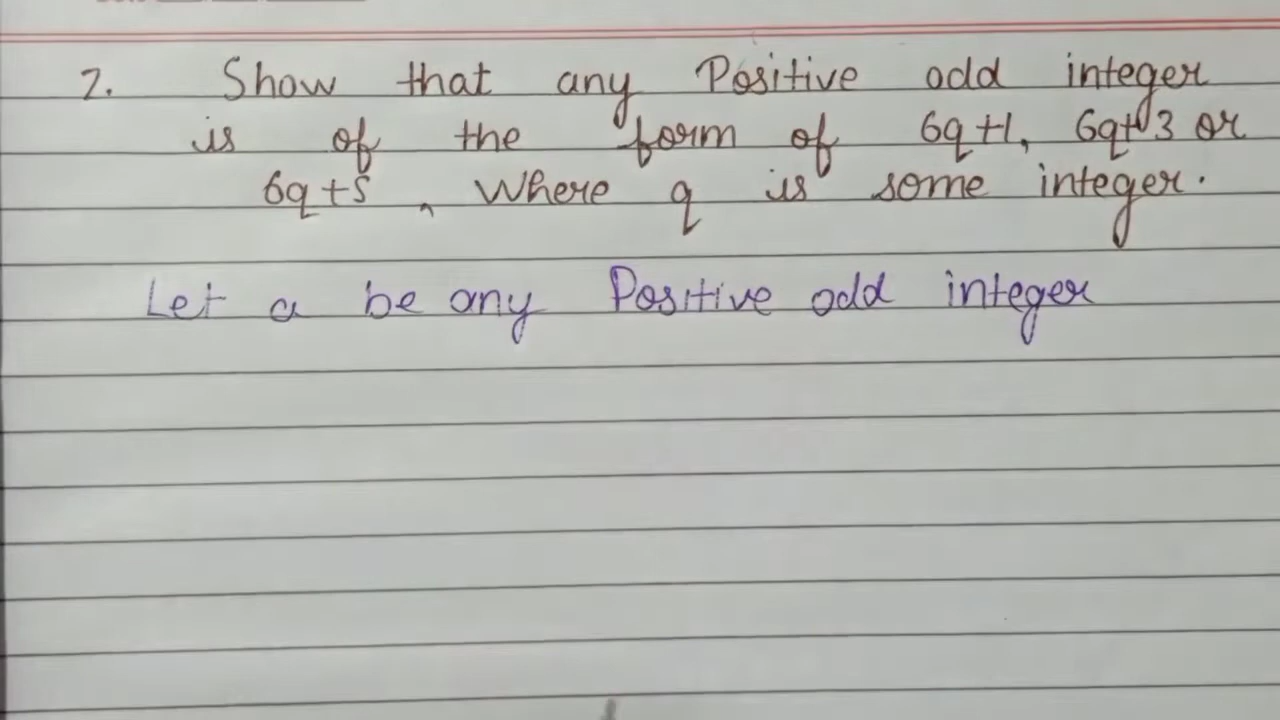 2. Show that any Positive odd integer
is of the form of 6q+1, 6q+3 or
6q+5, Where q is some integer.
Let a be any Positive odd integer